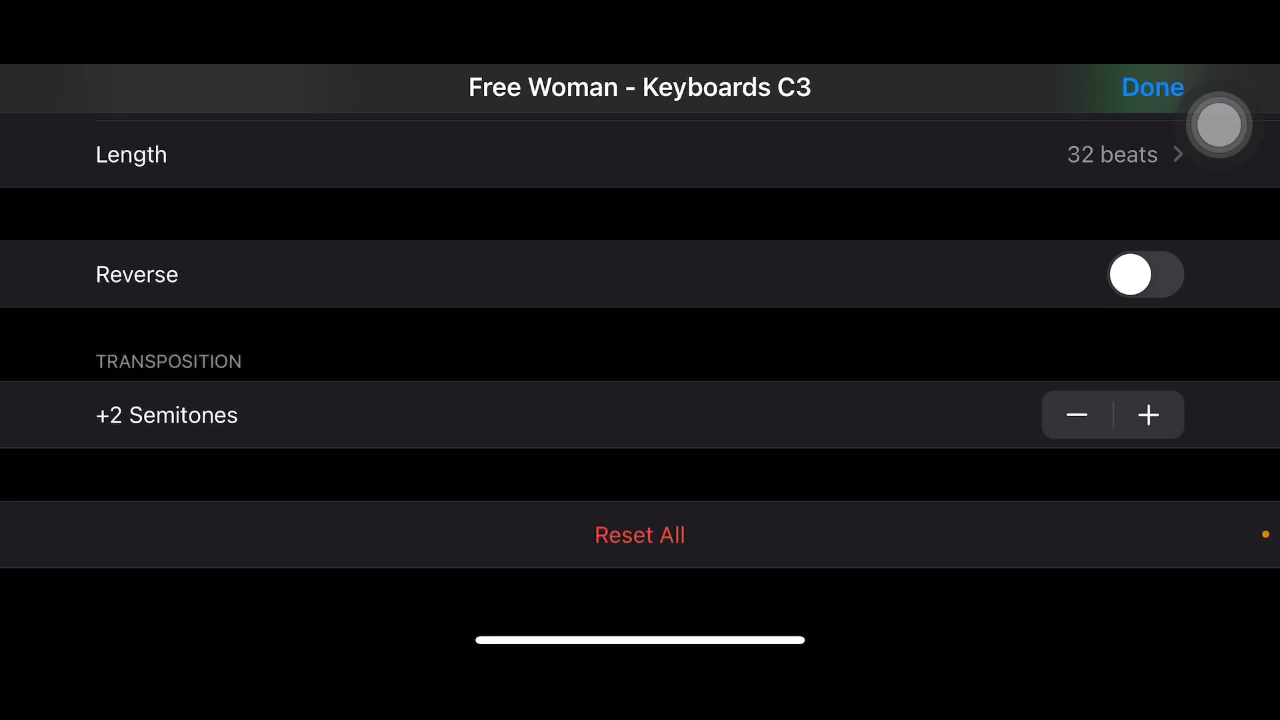 Free Woman - Keyboards C3
Done
Length
32 beats
Reverse
TRANSPOSITION
+2 Semitones
Reset All